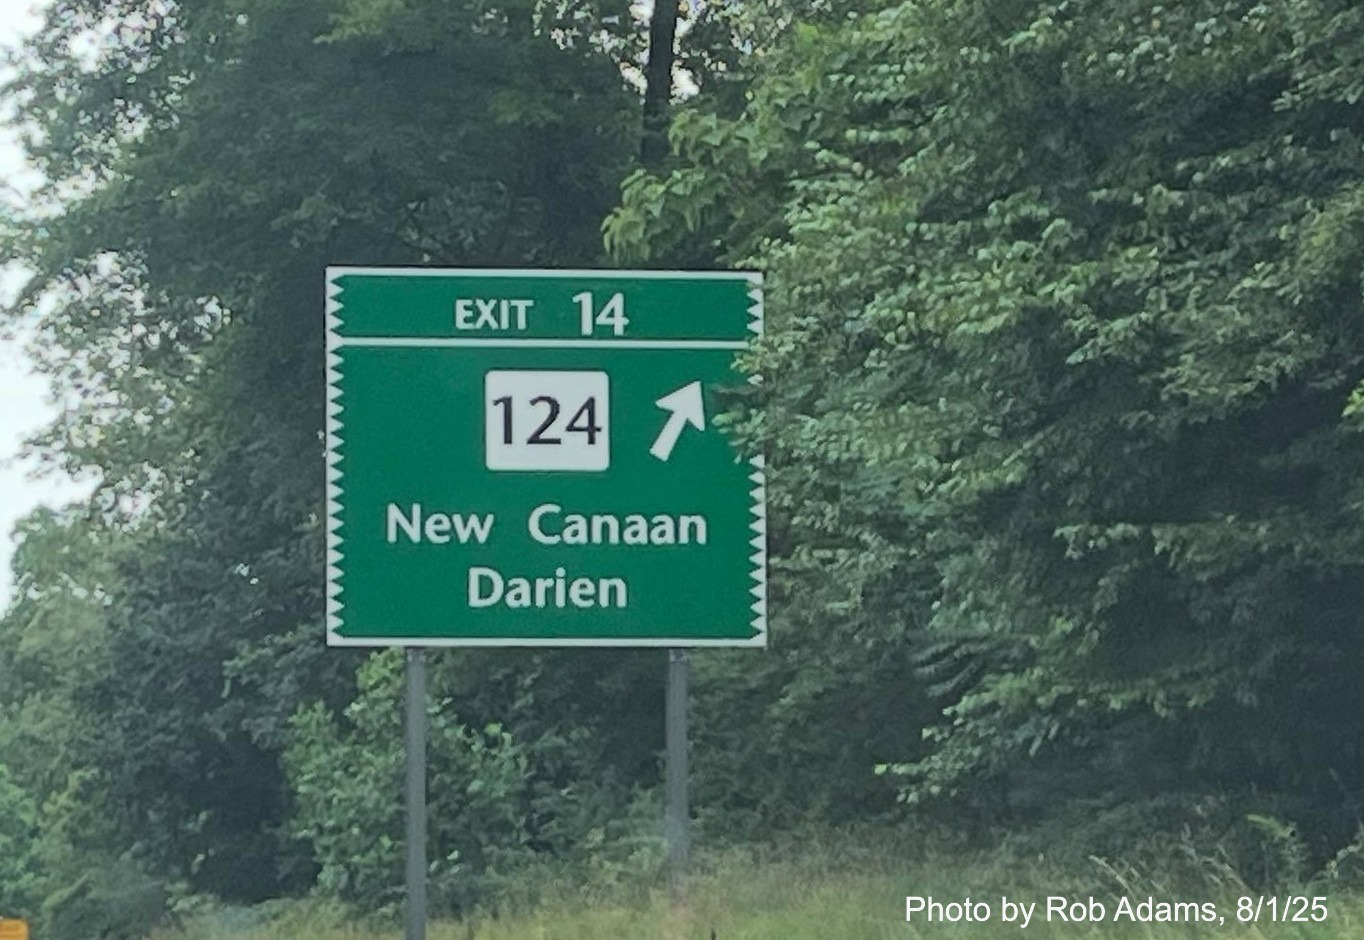 EXIT 14
124
New Canaan
Darien
Photo by Rob Adams, 8/1/25